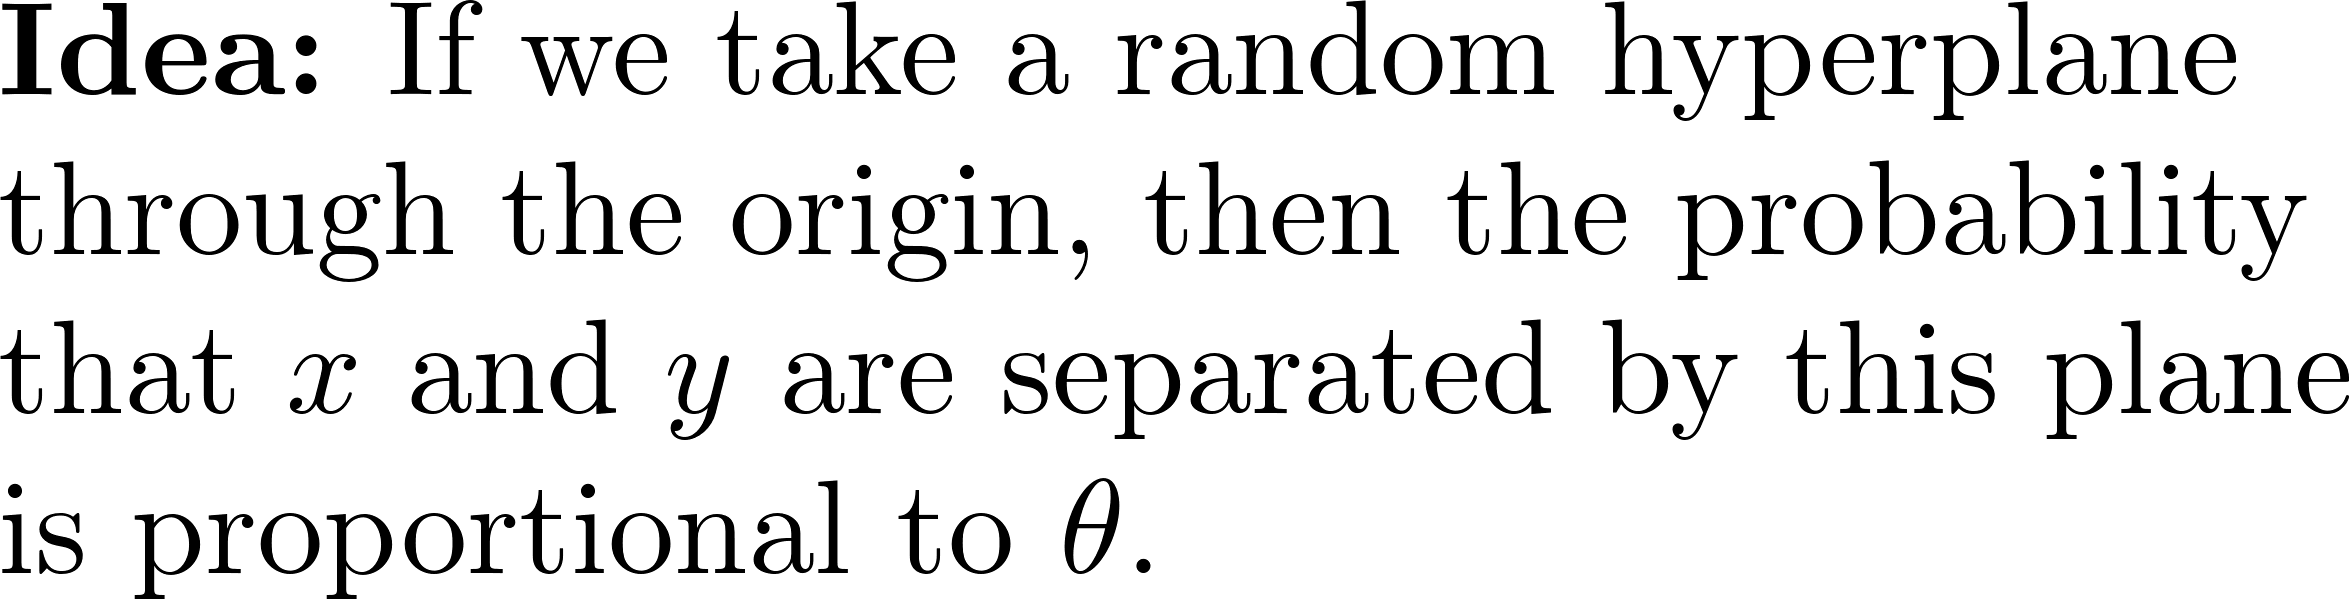 Idea: If we take a random hyperplane
through the origin, then the probability
that x and y are separated by this plane
is proportional to θ.